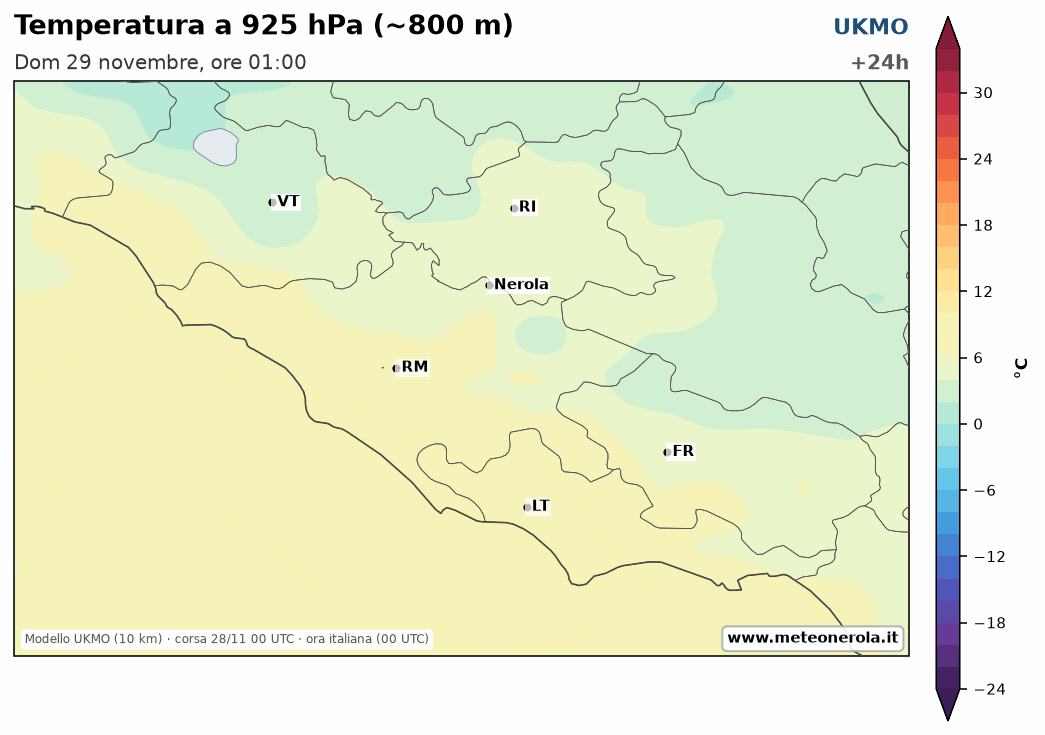 Temperatura a 925 hPa (~800 m)
UKMO
Dom 29 novembre, ore 01:00
+24h
VT
RI
Nerola
RM
FR
LT
30
24
18
12
6
0
−6
−12
−18
−24
°C
Modello UKMO (10 km) · corsa 28/11 00 UTC · ora italiana (00 UTC)
www.meteonerola.it